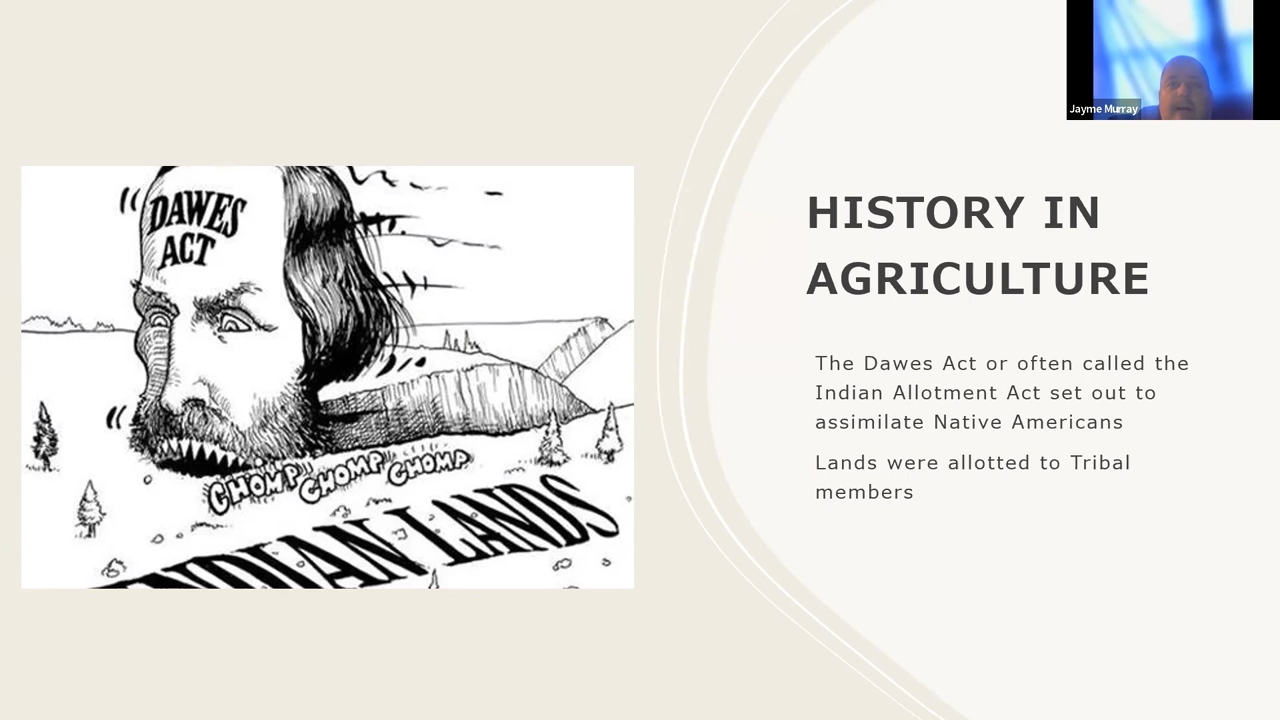 Jayme Murray
DAWES
ACT
CHOMP CHOMP CHOMP
INDIAN LANDS
HISTORY IN
AGRICULTURE
The Dawes Act or often called the
Indian Allotment Act set out to
assimilate Native Americans
Lands were allotted to Tribal
members